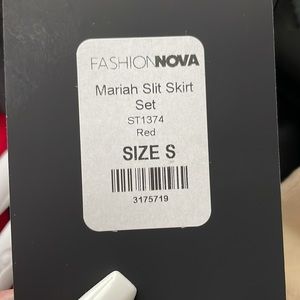 FASHIONNOVA
Mariah Slit Skirt
Set
ST1374
Red
SIZE S
3175719